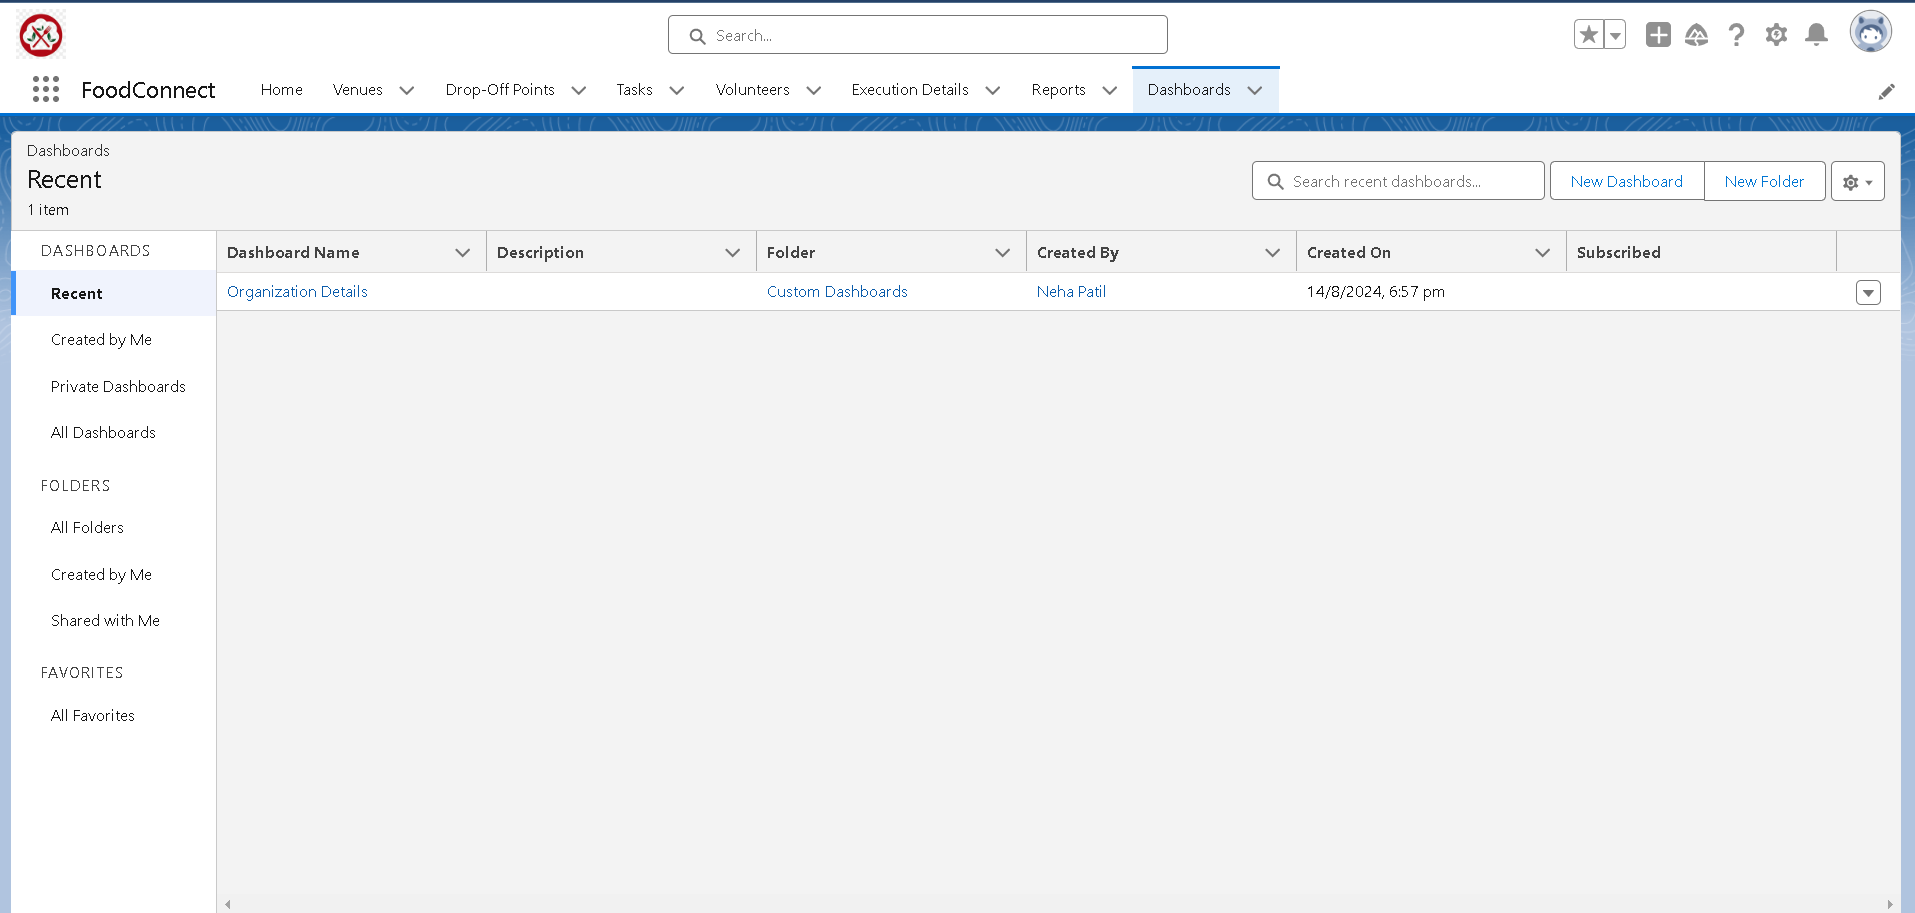 Search...
FoodConnect
Home
Venues
Drop-Off Points
Tasks
Volunteers
Execution Details
Reports
Dashboards
Dashboards
Recent
1 item
Search recent dashboards...
New Dashboard
New Folder
DASHBOARDS
Recent
Created by Me
Private Dashboards
All Dashboards
FOLDERS
All Folders
Created by Me
Shared with Me
FAVORITES
All Favorites
Dashboard Name
Description
Folder
Created By
Created On
Subscribed
Organization Details
Custom Dashboards
Neha Patil
14/8/2024, 6:57 pm